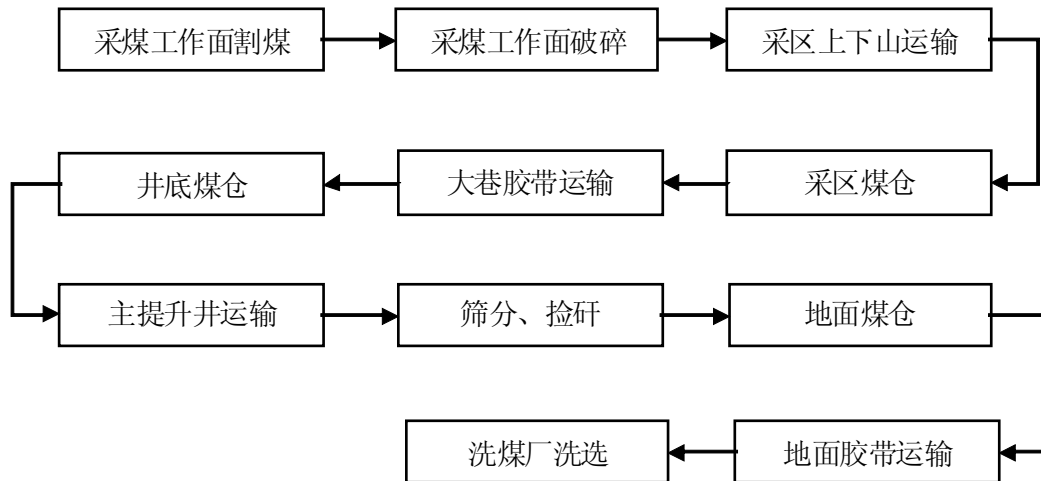 采煤工作面割煤
采煤工作面破碎
采区上下山运输
井底煤仓
大巷胶带运输
采区煤仓
主提升井运输
筛分、捡矸
地面煤仓
洗煤厂洗选
地面胶带运输